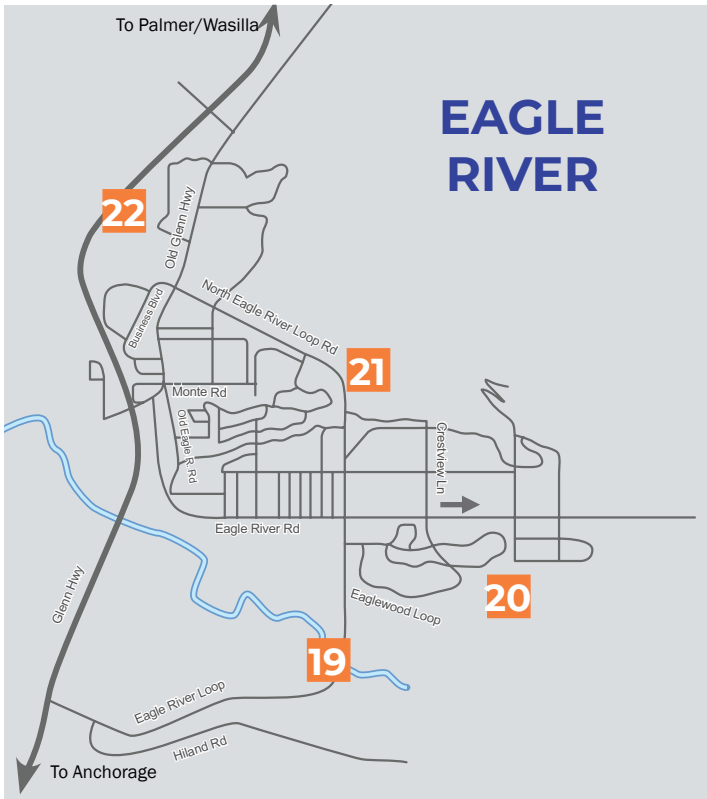 To Palmer/Wasilla
EAGLE
RIVER
22
Old Glenn Hwy
North Eagle River Loop Rd
Business Blvd
21
Monte Rd
Old Eagle R. Rd
Crestview Ln
Eagle River Rd
Glenn Hwy
Eaglewood Loop
20
19
Eagle River Loop
Hiland Rd
To Anchorage